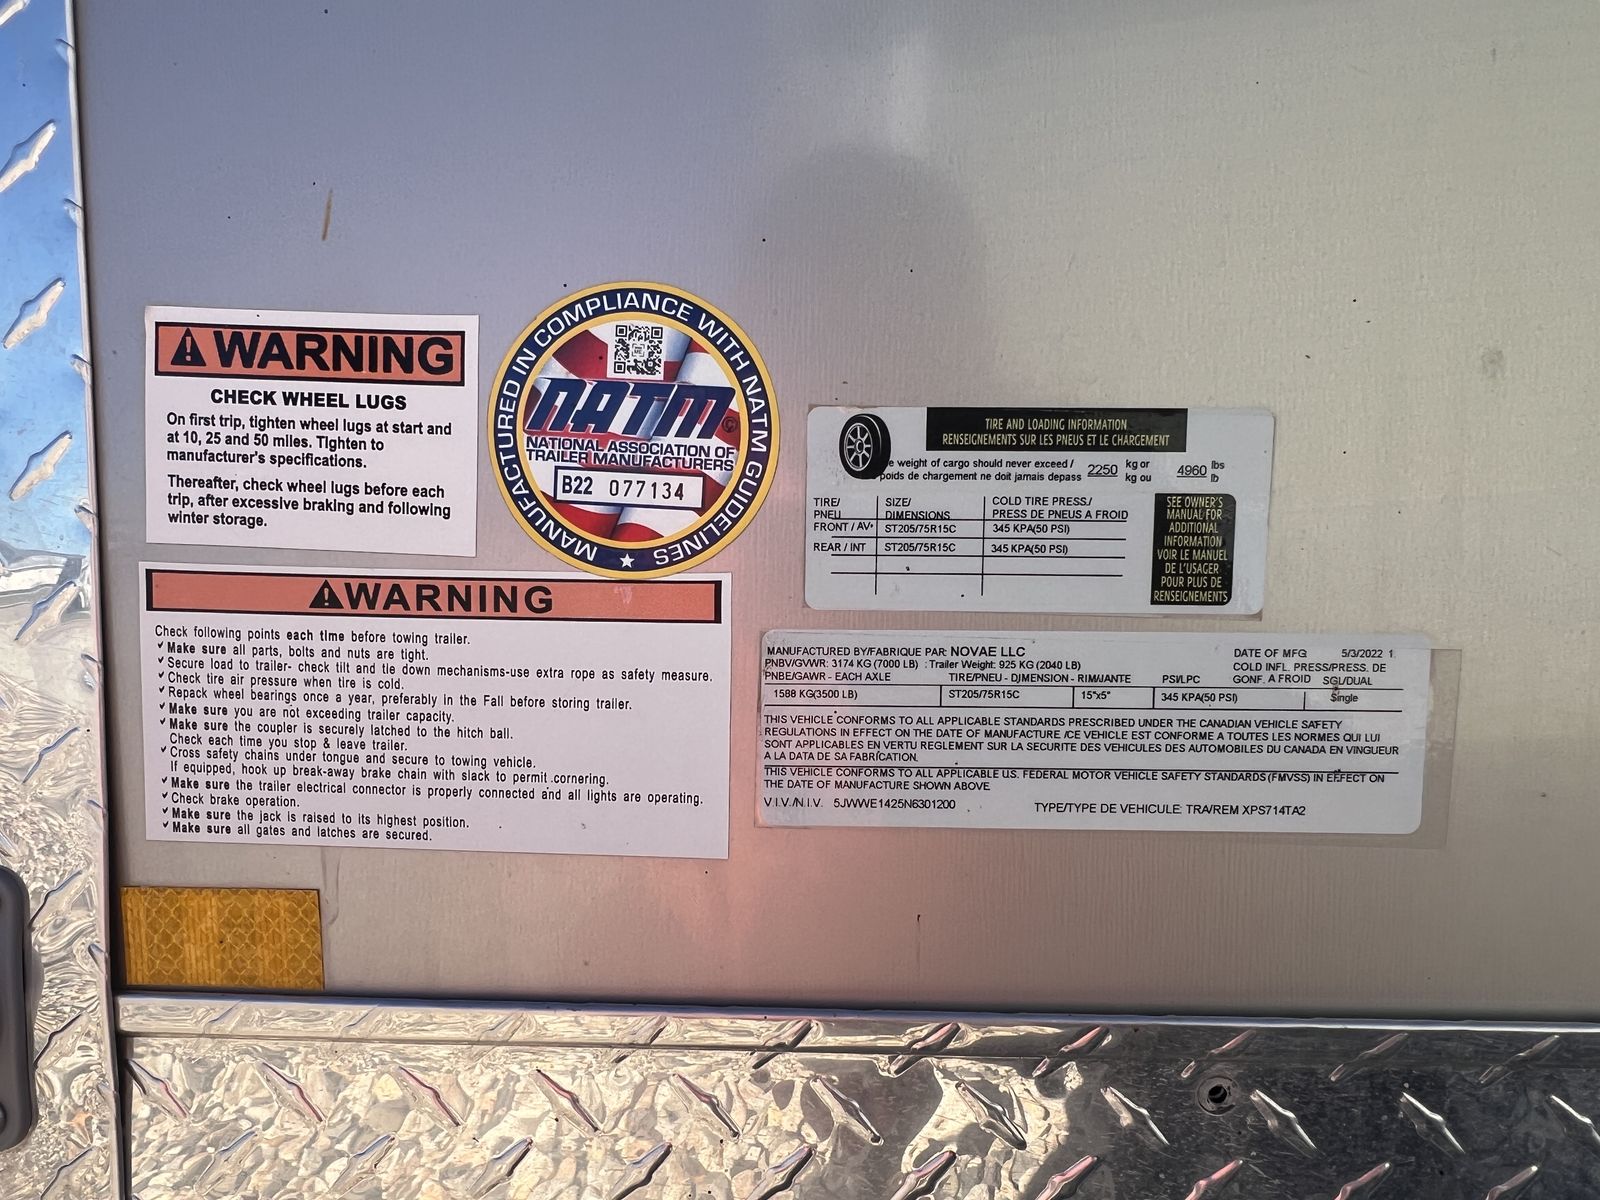 WARNING
CHECK WHEEL LUGS
On first trip, tighten wheel lugs at start and
at 10, 25 and 50 miles. Tighten to
manufacturer's specifications.
Thereafter, check wheel lugs before each
trip, after excessive braking and following
winter storage.
MANUFACTURED IN COMPLIANCE WITH NATM GUIDELINES
NATM
NATIONAL ASSOCIATION OF
TRAILER MANUFACTURERS
B22 077134
WARNING
Check following points each time before towing trailer.
Make sure all parts, bolts and nuts are tight.
Secure load to trailer- check tilt and tie down mechanisms-use extra rope as safety measure.
Check tire air pressure when tire is cold.
Repack wheel bearings once a year, preferably in the Fall before storing trailer.
Make sure you are not exceeding trailer capacity.
Make sure the coupler is securely latched to the hitch ball.
Check each time you stop & leave trailer.
Cross safety chains under tongue and secure to towing vehicle.
If equipped, hook up break-away brake chain with slack to permit cornering.
Make sure the trailer electrical connector is properly connected and all lights are operating.
Check brake operation.
Make sure the jack is raised to its highest position.
Make sure all gates and latches are secured.
TIRE AND LOADING INFORMATION
RENSEIGNEMENTS SUR LES PNEUS ET LE CHARGEMENT
weight of cargo should never exceed / 2250 kg or 4960 lbs
poids de chargement ne doit jamais depass kg ou lb
TIRE/ SIZE/ COLD TIRE PRESS./
PNEU DIMENSIONS PRESS DE PNEUS A FROID
FRONT / AV ST205/75R15C 345 KPA(50 PSI)
REAR / INT ST205/75R15C 345 KPA(50 PSI)
SEE OWNER'S
MANUAL FOR
ADDITIONAL
INFORMATION
VOIR LE MANUEL
DE L'USAGER
POUR PLUS DE
RENSEIGNEMENTS
MANUFACTURED BY/FABRIQUE PAR: NOVAE LLC DATE OF MFG 5/3/2022 1
PNBV/GVWR: 3174 KG (7000 LB) : Trailer Weight: 925 KG (2040 LB) COLD INFL. PRESS/PRESS. DE
PNBE/GAWR - EACH AXLE TIRE/PNEU - DIMENSION - RIM/JANTE PSI/LPC GONF. A FROID SGL/DUAL
1588 KG(3500 LB) ST205/75R15C 15"x5" 345 KPA(50 PSI) Single
THIS VEHICLE CONFORMS TO ALL APPLICABLE STANDARDS PRESCRIBED UNDER THE CANADIAN VEHICLE SAFETY
REGULATIONS IN EFFECT ON THE DATE OF MANUFACTURE /CE VEHICLE EST CONFORME A TOUTES LES NORMES QUI LUI
SONT APPLICABLES EN VERTU REGLEMENT SUR LA SECURITE DES VEHICULES DES AUTOMOBILES DU CANADA EN VINGUEUR
A LA DATA DE SA FABRICATION.
THIS VEHICLE CONFORMS TO ALL APPLICABLE U.S. FEDERAL MOTOR VEHICLE SAFETY STANDARDS (FMVSS) IN EFFECT ON
THE DATE OF MANUFACTURE SHOWN ABOVE
V.I.V./N.I.V. 5JWWE1425N6301200 TYPE/TYPE DE VEHICULE: TRA/REM XPS714TA2